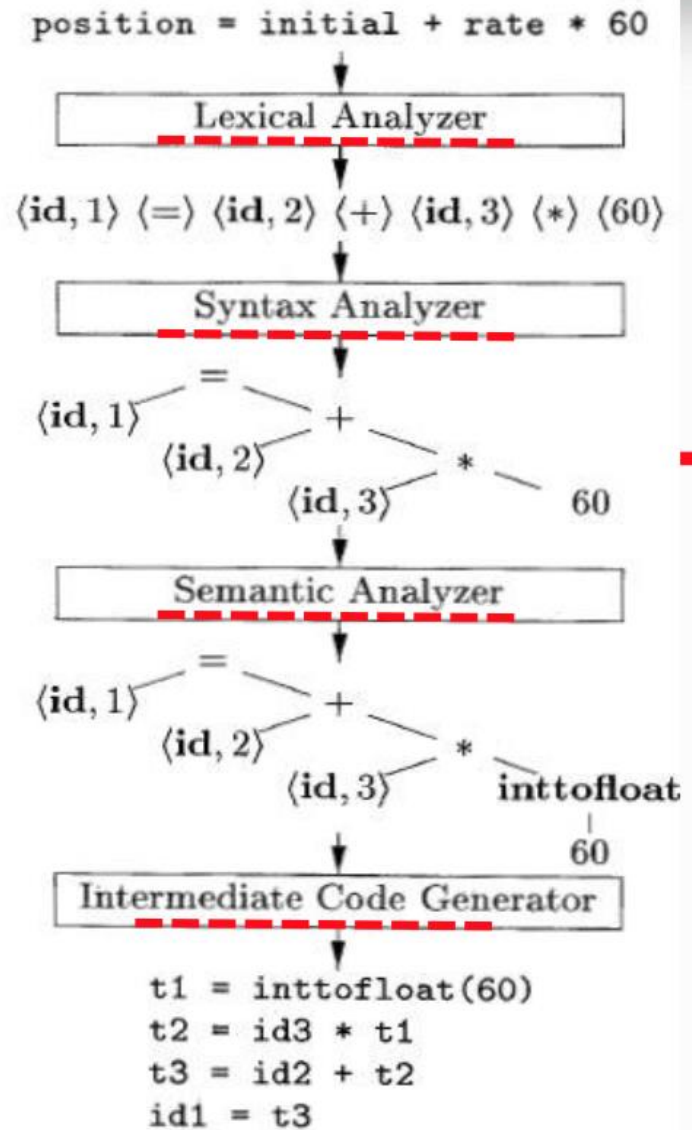 position = initial + rate * 60
Lexical Analyzer
⟨id, 1⟩ ⟨=⟩ ⟨id, 2⟩ ⟨+⟩ ⟨id, 3⟩ ⟨*⟩ ⟨60⟩
Syntax Analyzer
=
⟨id, 1⟩ +
⟨id, 2⟩ *
⟨id, 3⟩ 60
Semantic Analyzer
=
⟨id, 1⟩ +
⟨id, 2⟩ *
⟨id, 3⟩ inttofloat
60
Intermediate Code Generator
t1 = inttofloat(60)
t2 = id3 * t1
t3 = id2 + t2
id1 = t3